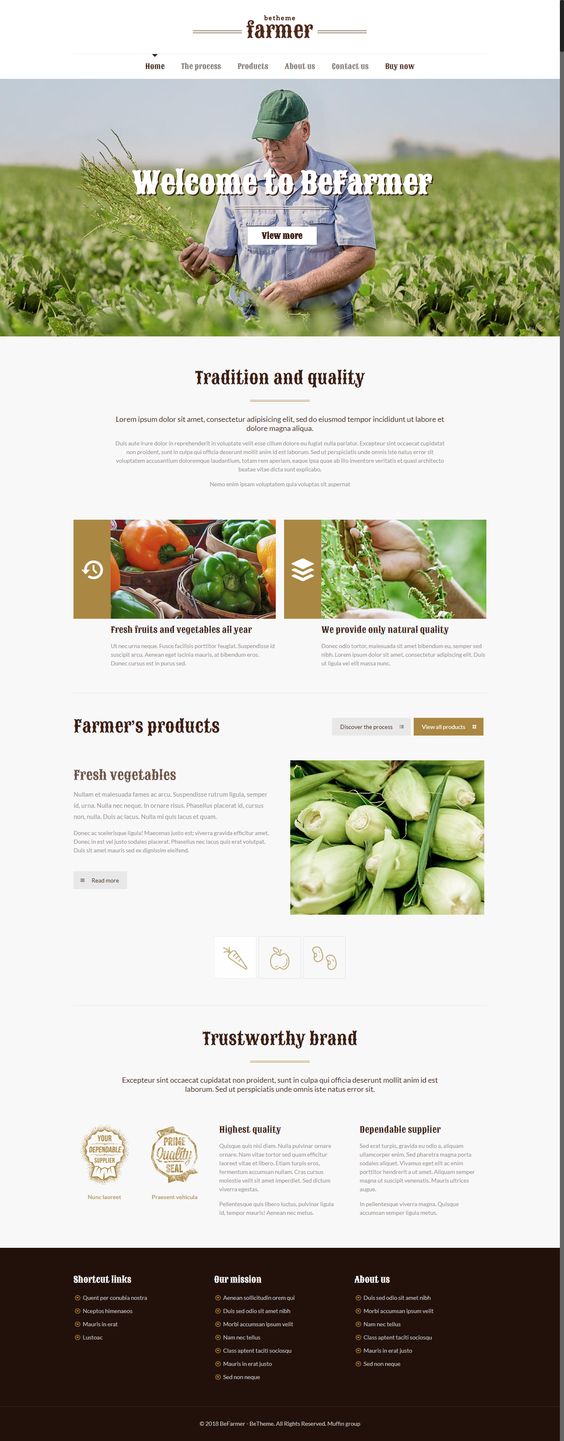 betheme
farmer
Home The process Products About us Contact us Buy now
Welcome to BeFarmer
View more
Tradition and quality
Lorem ipsum dolor sit amet, consectetur adipisicing elit, sed do eiusmod tempor incididunt ut labore et
dolore magna aliqua.
Duis aute irure dolor in reprehenderit in voluptate velit esse cillum dolore eu fugiat nulla pariatur. Excepteur sint occaecat cupidatat
non proident, sunt in culpa qui officia deserunt mollit anim id est laborum. Sed ut perspiciatis unde omnis iste natus error sit
voluptatem accusantium doloremque laudantium, totam rem aperiam, eaque ipsa quae ab illo inventore veritatis et quasi architecto
beatae vitae dicta sunt explicabo.
Nemo enim ipsam voluptatem quia voluptas sit aspernat
Fresh fruits and vegetables all year
Ut nec urna neque. Fusce facilisis porttitor feugiat. Suspendisse id
suscipit arcu. Aenean eget lacinia mauris, at bibendum eros.
Donec cursus est in purus sed.
We provide only natural quality
Donec odio tortor, malesuada sit amet bibendum eu, semper sed
nibh. Lorem ipsum dolor sit amet, consectetur adipiscing elit. Duis
ut ligula vel elit massa nunc.
Farmer's products
Discover the process
View all products
Fresh vegetables
Nullam et malesuada fames ac arcu. Suspendisse rutrum ligula, semper
id, urna. Nulla nec neque. In ornare risus. Phasellus placerat id, cursus
non, nulla. Duis ac lacus. Nulla mi quis lacus et quam.
Donec ac scelerisque ligula! Maecenas justo est; viverra gravida efficitur amet.
Donec in est vel justo sodales placerat. Phasellus nec lacus quis erat volutpat.
Duis sit amet mauris sed ex dignissim eleifend.
Read more
Trustworthy brand
Excepteur sint occaecat cupidatat non proident, sunt in culpa qui officia deserunt mollit anim id est
laborum. Sed ut perspiciatis unde omnis iste natus error sit.
YOUR
DEPENDABLE
SUPPLIER
Nunc laoreet
PRIME
Quality
SEAL
Praesent vehicula
Highest quality
Quisque quis nisl diam. Nulla pulvinar ornare
ornare. Nam vitae tortor sed quam efficitur
laoreet vitae et libero. Etiam turpis eros,
fermentum accumsan nullam. Cras cursus
molestie velit sit amet imperdiet. Sed dictum
viverra egestas.
Pellentesque quis libero luctus, pulvinar ligula
id, tempor mauris! Aenean nec metus.
Dependable supplier
Sed erat turpis, gravida eu odio a, aliquam
ullamcorper enim. Sed pharetra magna porta
sodales aliquet. Vivamus eget elit ac enim
porttitor hendrerit a ut amet. Aliquam semper
magna ut suscipit venenatis. Mauris ultrices
augue.
In pellentesque viverra magna. Quisque
accumsan semper ligula metus.
Shortcut links
Quent per conubia nostra
Nceptos himenaeos
Mauris in erat
Lustoac
Our mission
Aenean sollicitudin orem qui
Duis sed odio sit amet nibh
Morbi accumsan ipsum velit
Nam nec tellus
Class aptent taciti sociosqu
Mauris in erat justo
Sed non neque
About us
Duis sed odio sit amet nibh
Morbi accumsan ipsum velit
Nam nec tellus
Class aptent taciti sociosqu
Mauris in erat justo
Sed non neque
© 2018 BeFarmer - BeTheme. All Rights Reserved. Muffin group